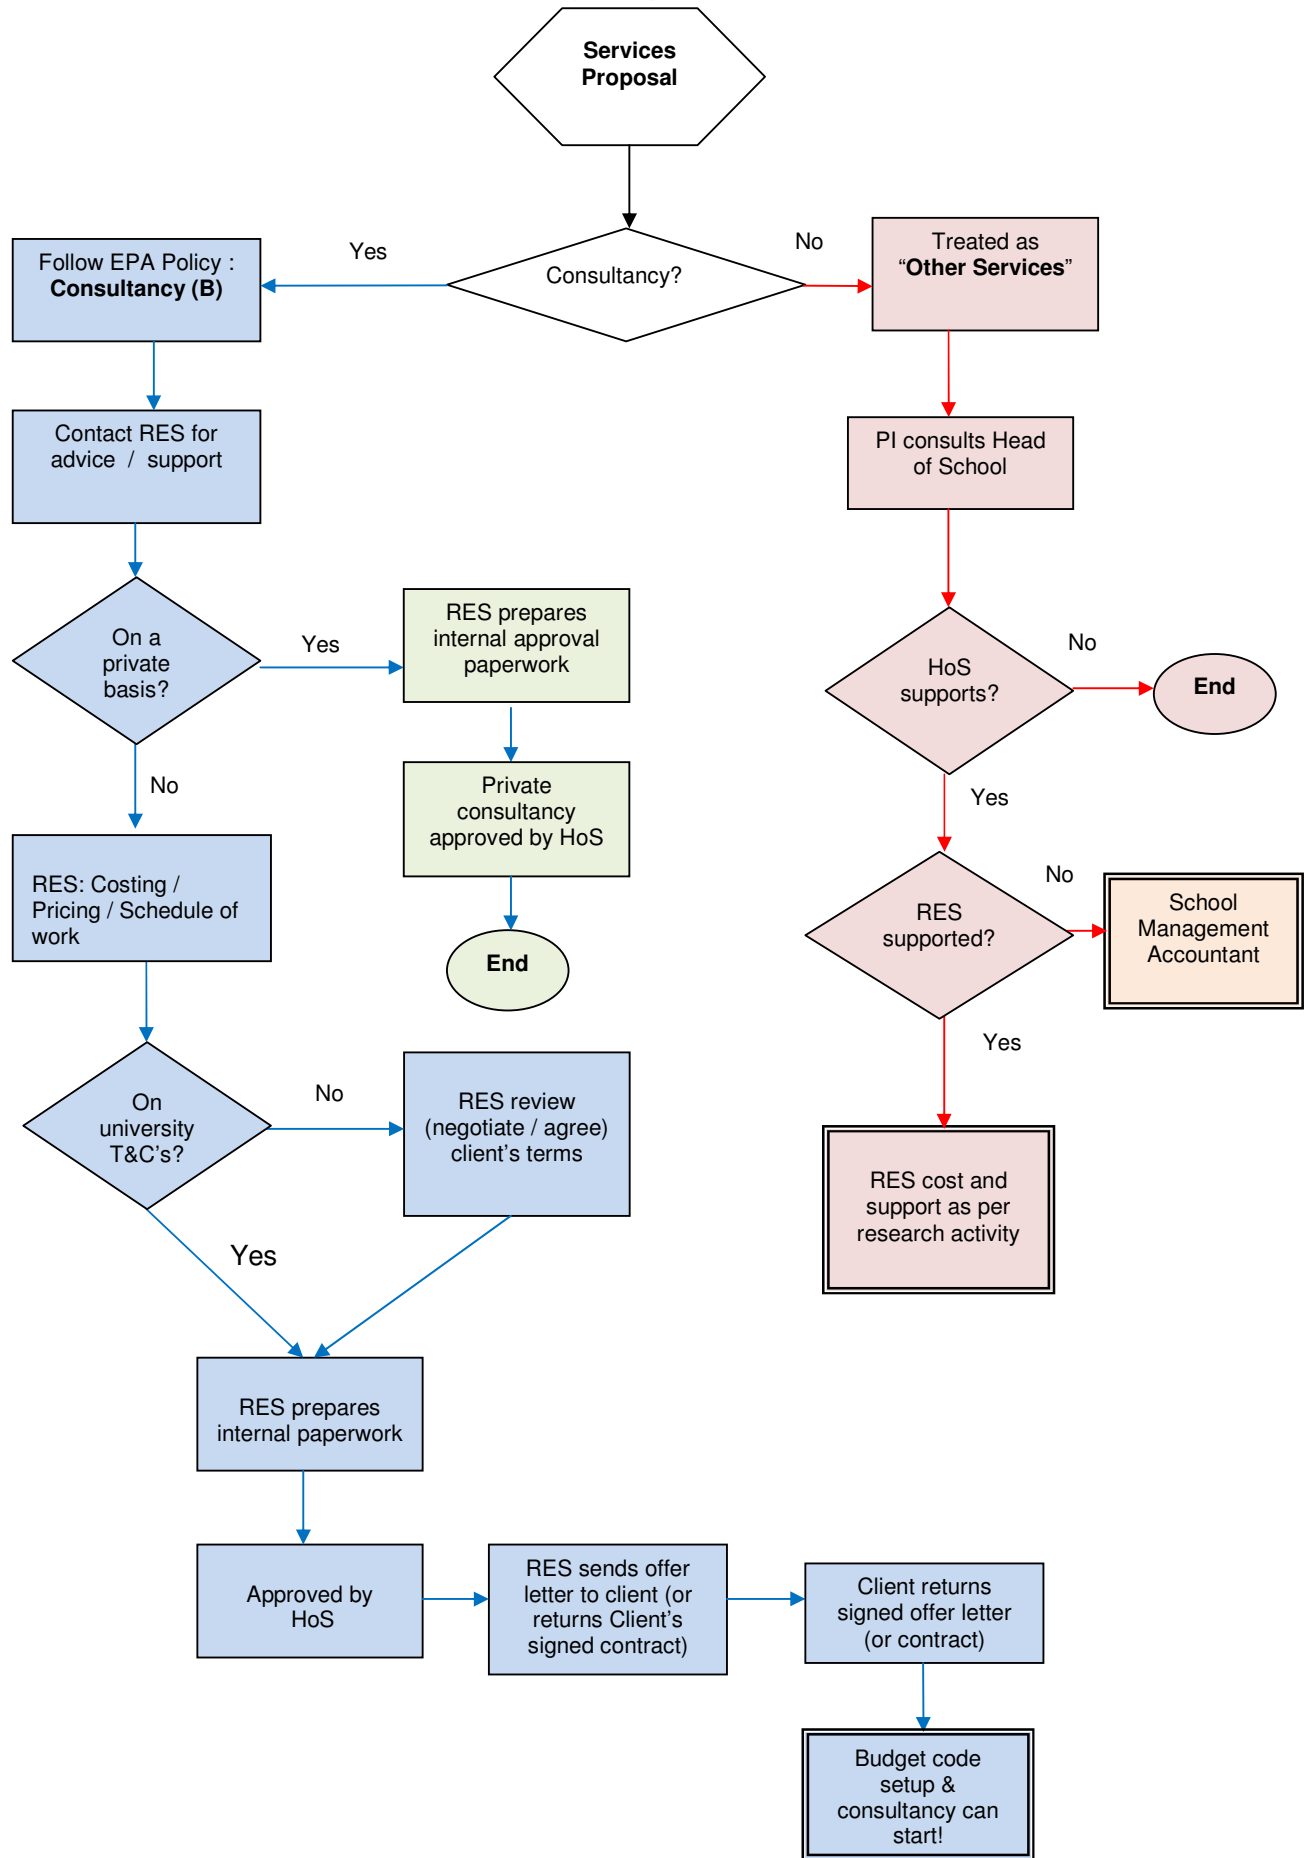 Services
Proposal
Consultancy?
Yes
No
Follow EPA Policy :
Consultancy (B)
Treated as
“Other Services“
Contact RES for
advice / support
PI consults Head
of School
On a
private
basis?
Yes
No
RES prepares
internal approval
paperwork
HoS
supports?
No
Yes
End
Private
consultancy
approved by HoS
RES: Costing /
Pricing / Schedule of
work
End
RES
supported?
No
Yes
School
Management
Accountant
On
university
T&C’s?
No
Yes
RES review
(negotiate / agree)
client’s terms
RES cost and
support as per
research activity
RES prepares
internal paperwork
Approved by
HoS
RES sends offer
letter to client (or
returns Client’s
signed contract)
Client returns
signed offer letter
(or contract)
Budget code
setup &
consultancy can
start!